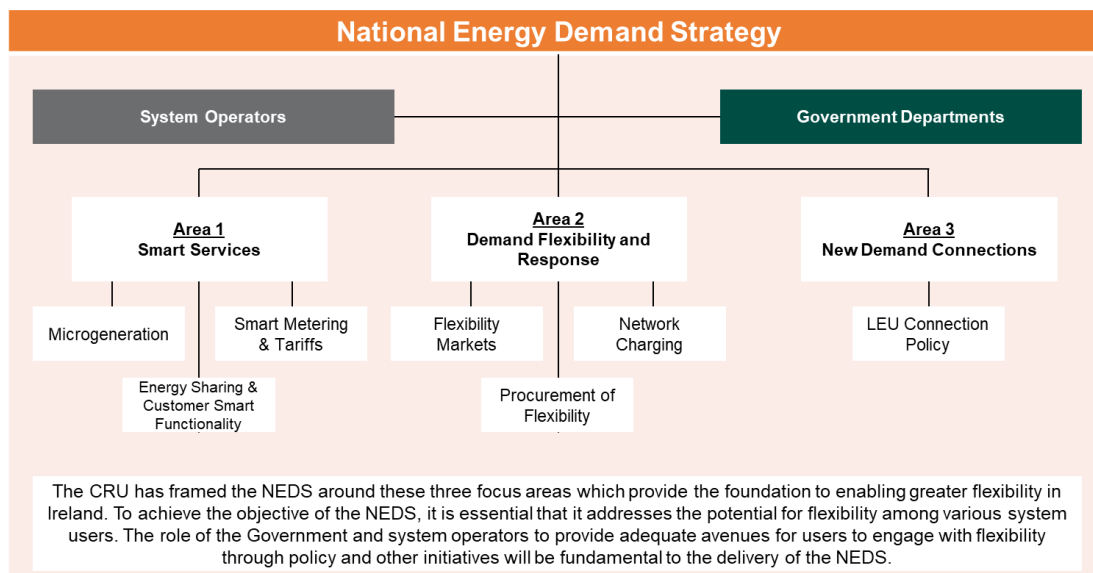 National Energy Demand Strategy
System Operators
Government Departments
Area 1
Smart Services
Area 2
Demand Flexibility and
Response
Area 3
New Demand Connections
Microgeneration
Smart Metering
& Tariffs
Energy Sharing &
Customer Smart
Functionality
Flexibility
Markets
Network
Charging
Procurement of
Flexibility
LEU Connection
Policy
The CRU has framed the NEDS around these three focus areas which provide the foundation to enabling greater flexibility in
Ireland. To achieve the objective of the NEDS, it is essential that it addresses the potential for flexibility among various system
users. The role of the Government and system operators to provide adequate avenues for users to engage with flexibility
through policy and other initiatives will be fundamental to the delivery of the NEDS.